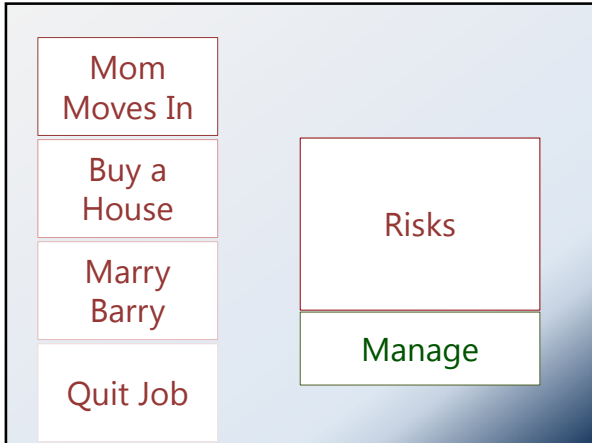 Mom
Moves In
Buy a
House
Marry
Barry
Quit Job
Risks
Manage